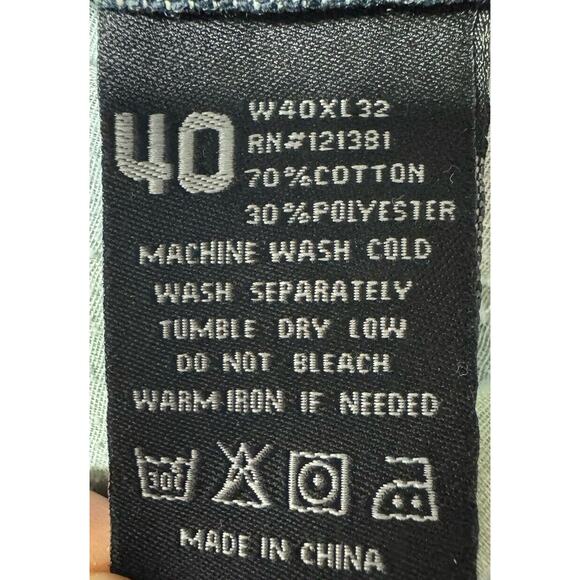 40
W40XL32
RN#121381
70%COTTON
30%POLYESTER
MACHINE WASH COLD
WASH SEPARATELY
TUMBLE DRY LOW
DO NOT BLEACH
WARM IRON IF NEEDED
30C
MADE IN CHINA